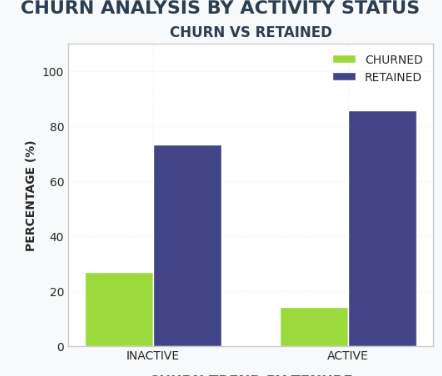 CHURN ANALYSIS BY ACTIVITY STATUS
CHURN VS RETAINED
CHURNED
RETAINED
PERCENTAGE (%)
100
80
60
40
20
0
INACTIVE
ACTIVE